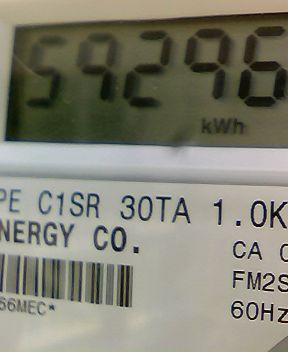 59296
kWh
PE C1SR 30TA 1.0K
NERGY CO.
CA
FM2S
66MEC*
60Hz